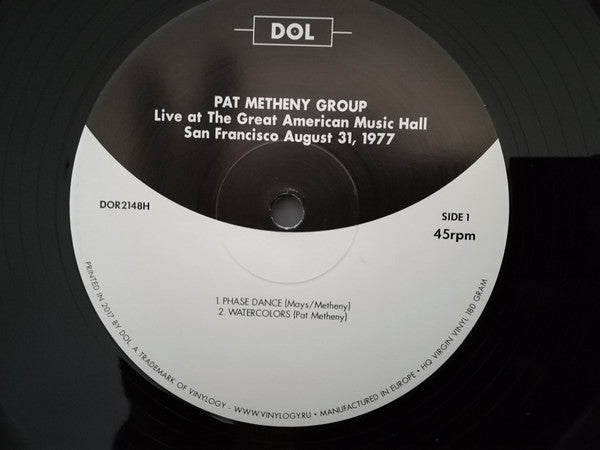 DOL
PAT METHENY GROUP
Live at The Great American Music Hall
San Francisco August 31, 1977
DOR2148H
SIDE 1
45rpm
1. PHASE DANCE (Mays/Metheny)
2. WATERCOLORS (Pat Metheny)
PRINTED IN 2017 BY DOL. A TRADEMARK OF VINYLOGY - WWW.VINYLOGY.RU • MANUFACTURED IN EUROPE • HQ VIRGIN VINYL 180 GRAM